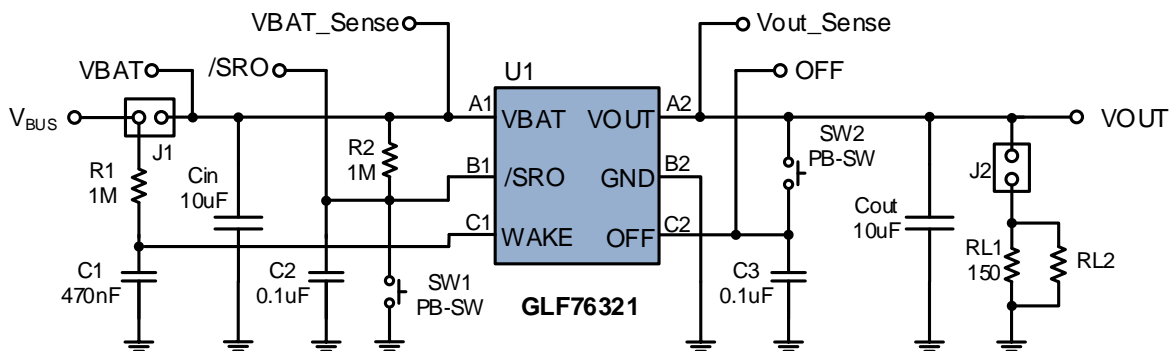 VBAT_Sense
Vout_Sense
VBAT
/SRO
OFF
U1
VBUS
J1
A1
VBAT
VOUT
A2
VOUT
R1
1M
Cin
10uF
R2
1M
B1
/SRO
GND
B2
SW2
PB-SW
J2
C1
WAKE
OFF
C2
Cout
10uF
C1
470nF
C2
0.1uF
SW1
PB-SW
GLF76321
C3
0.1uF
RL1
150
RL2